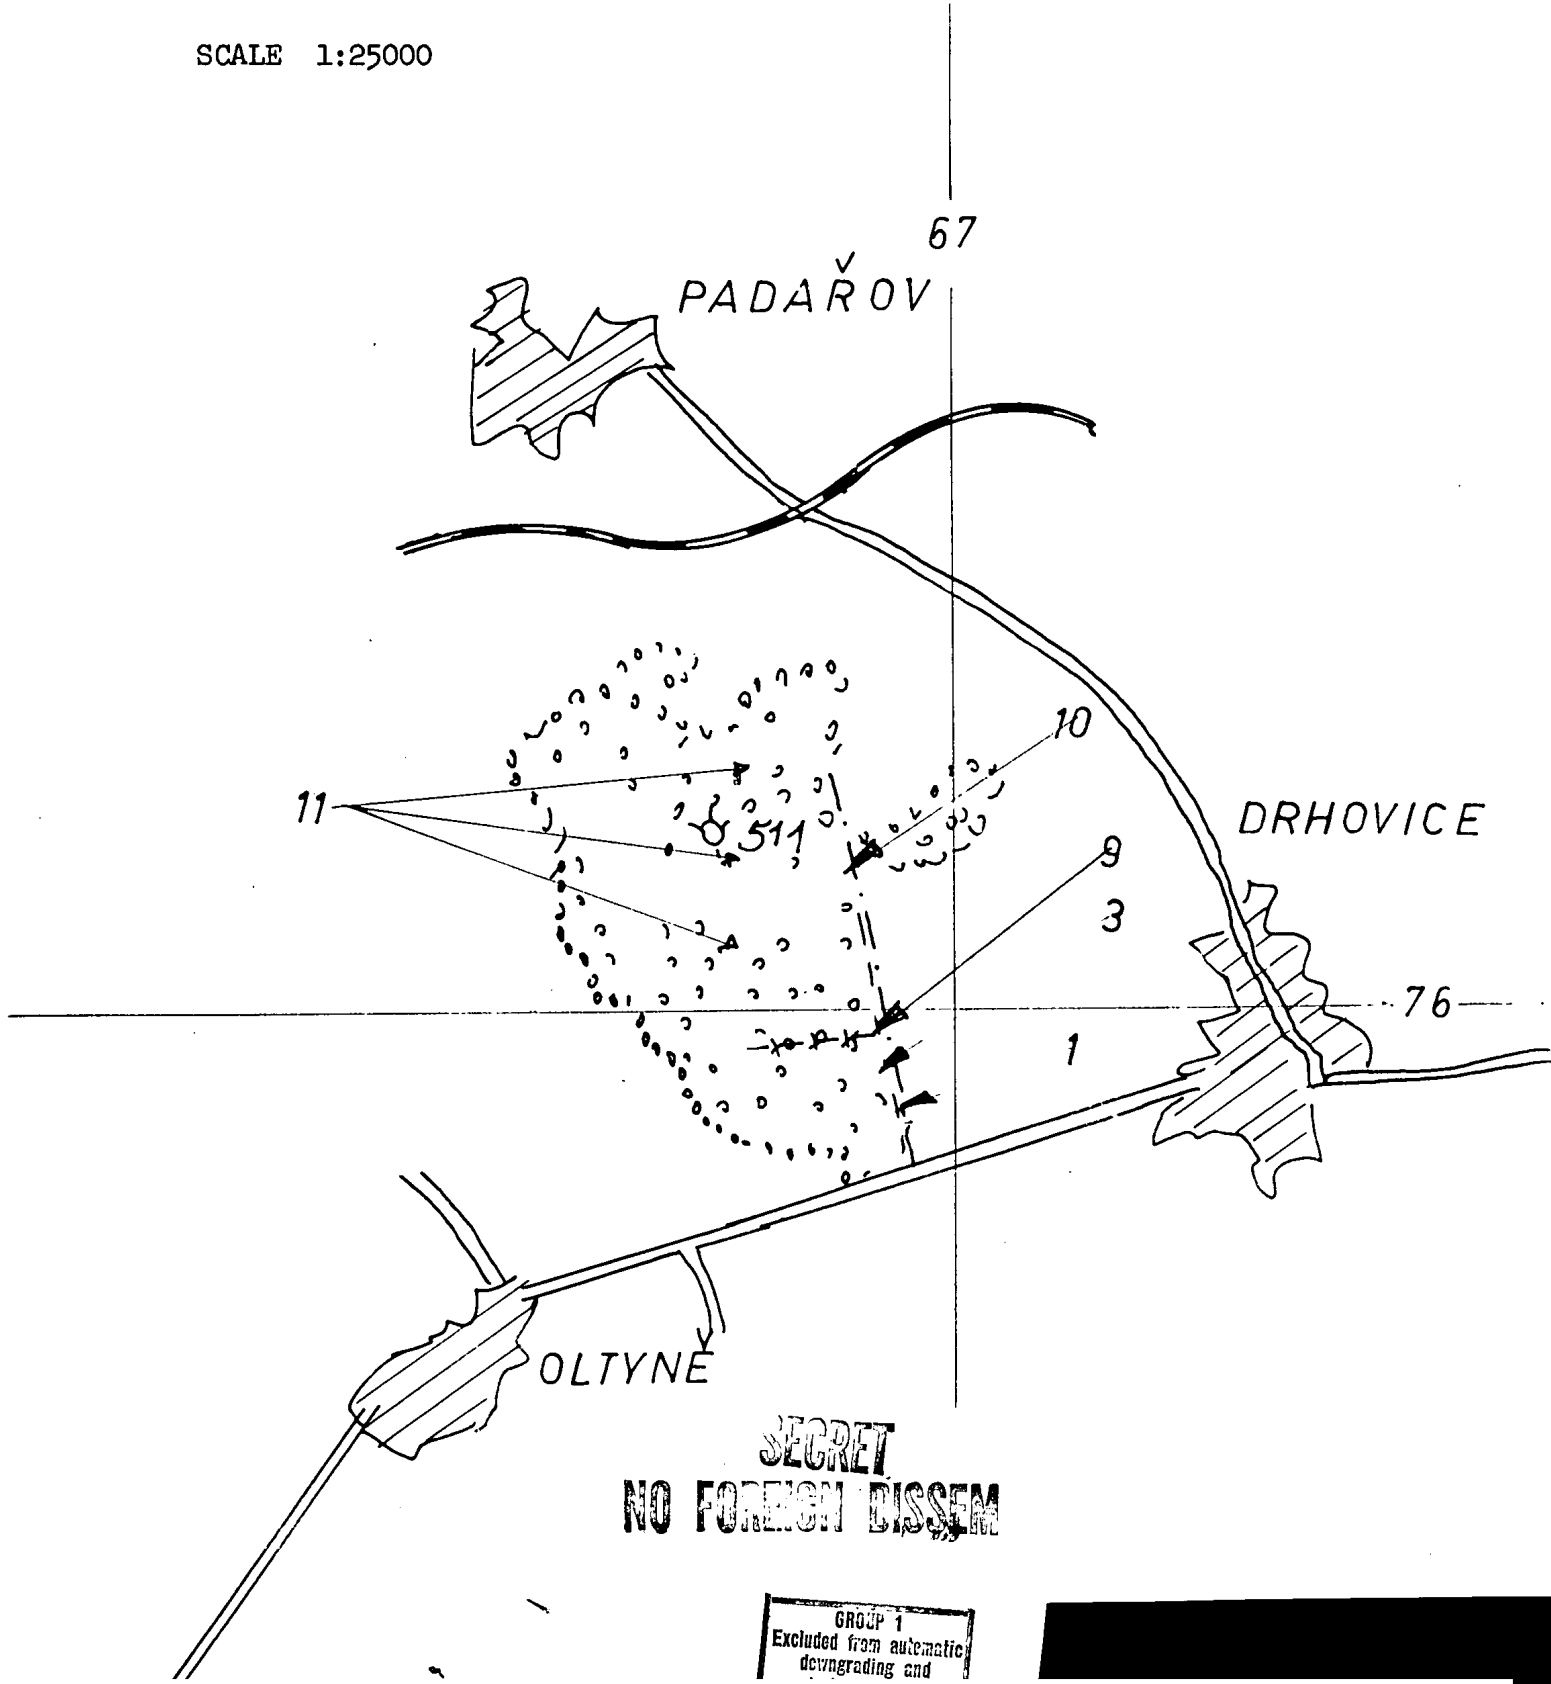 SCALE 1:25000
67
PADAŘOV
10
11
511
DRHOVICE
9
3
76
1
OLTYNĚ
SECRET
NO FOREIGN DISSEM
GROUP 1
Excluded from automatic
downgrading and